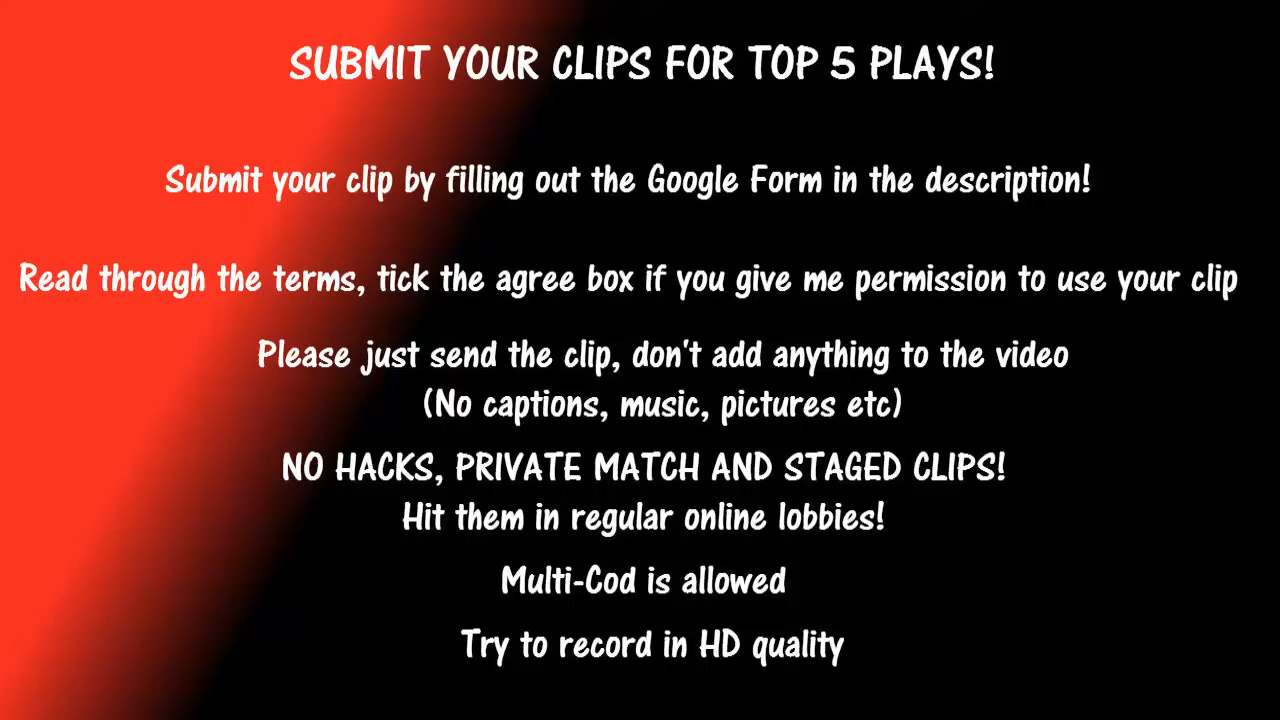 SUBMIT YOUR CLIPS FOR TOP 5 PLAYS!
Submit your clip by filling out the Google Form in the description!
Read through the terms, tick the agree box if you give me permission to use your clip
Please just send the clip, don't add anything to the video
(No captions, music, pictures etc)
NO HACKS, PRIVATE MATCH AND STAGED CLIPS!
Hit them in regular online lobbies!
Multi-Cod is allowed
Try to record in HD quality